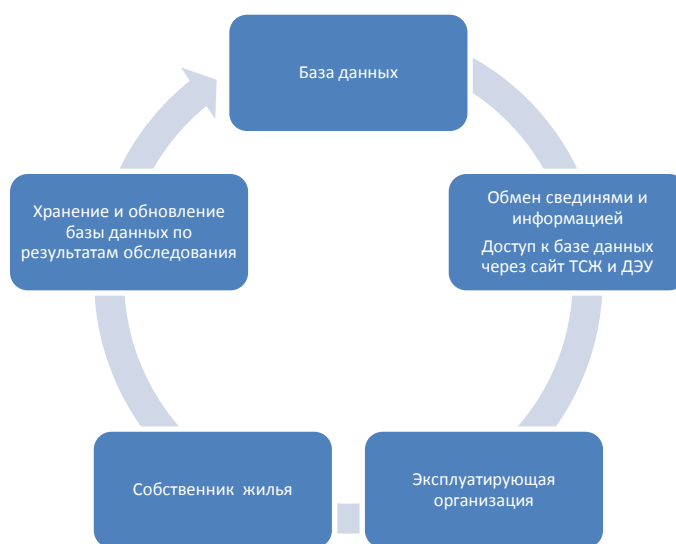 База данных
Обмен свединями и
информацией
Доступ к базе данных
через сайт ТСЖ и ДЭУ
Эксплуатирующая
организация
Собственник жилья
Хранение и обновление
базы данных по
результатам обследования